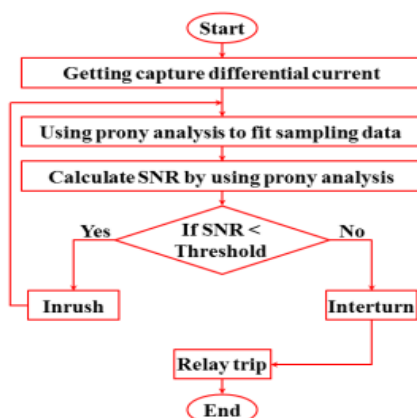 Start
Getting capture differential current
Using prony analysis to fit sampling data
Calculate SNR by using prony analysis
If SNR <
Threshold
Yes
No
Inrush
Interturn
Relay trip
End